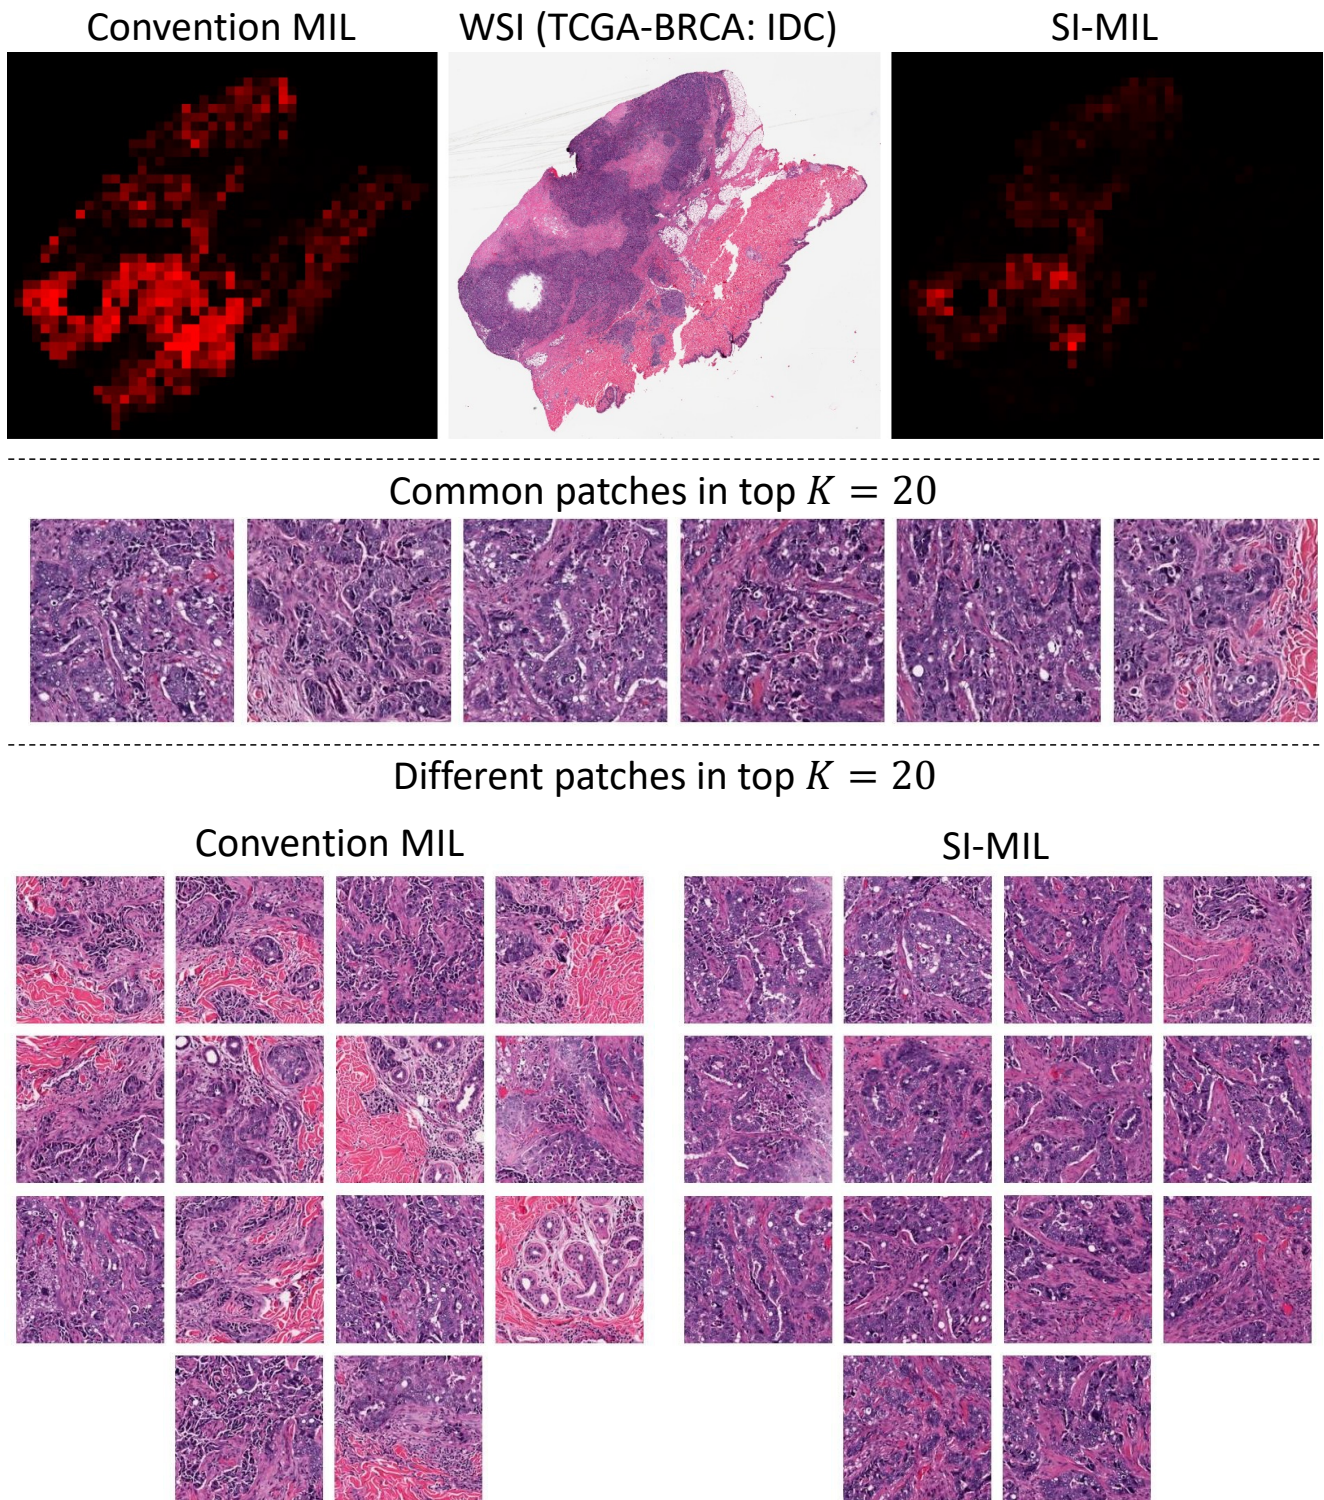 Convention MIL
WSI (TCGA-BRCA: IDC)
SI-MIL
Common patches in top K = 20
Different patches in top K = 20
Convention MIL
SI-MIL